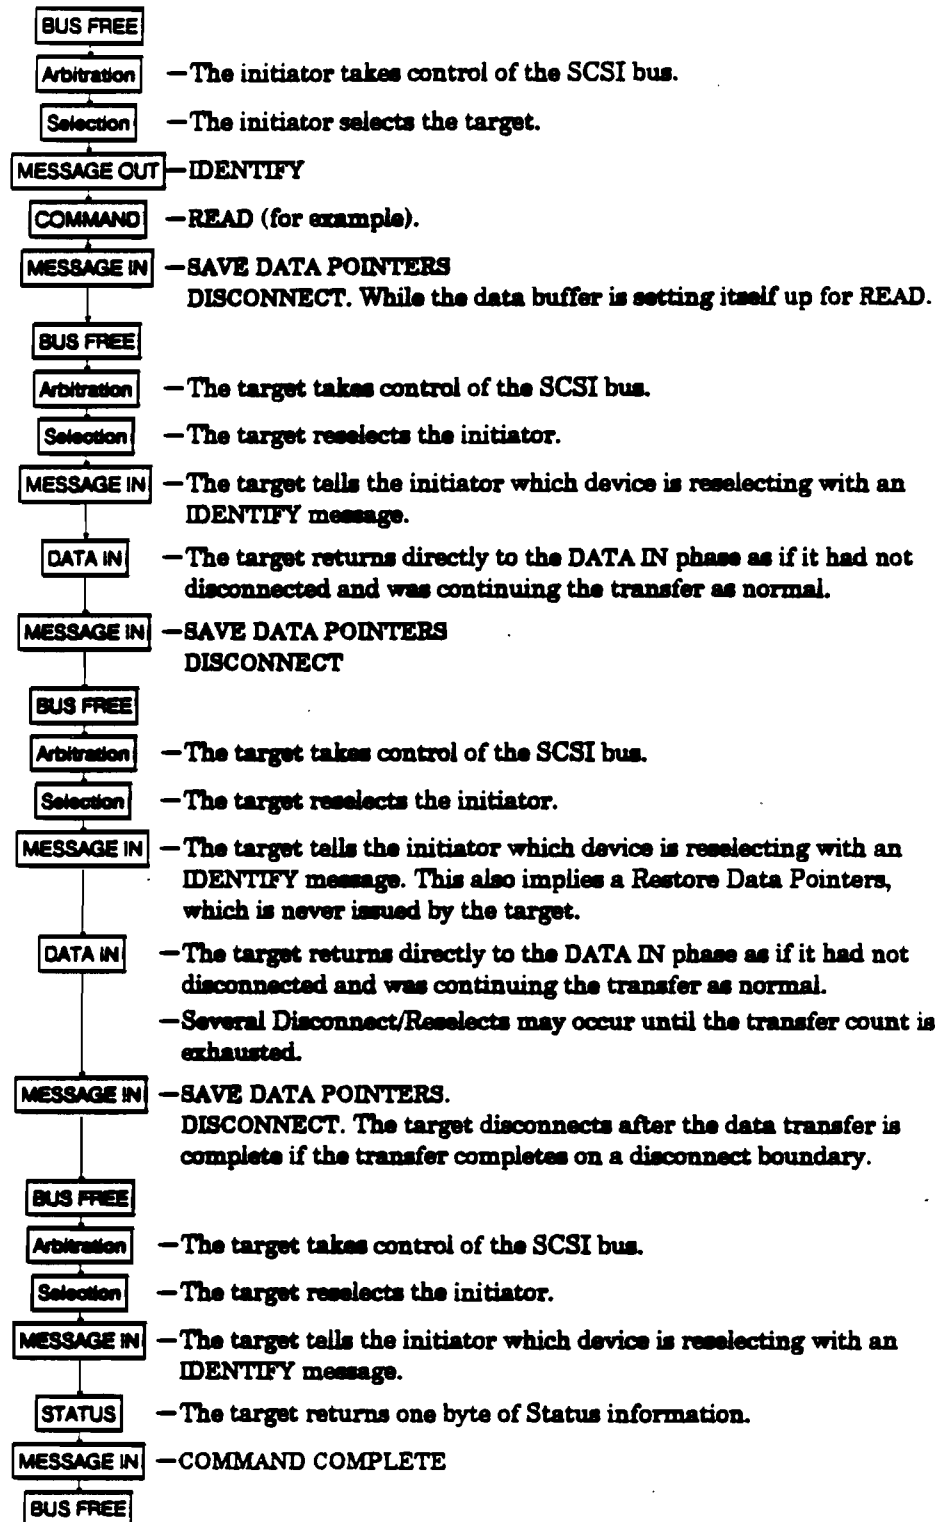 BUS FREE
Arbitration —The initiator takes control of the SCSI bus.
Selection —The initiator selects the target.
MESSAGE OUT —IDENTIFY
COMMAND —READ (for example).
MESSAGE IN —SAVE DATA POINTERS
DISCONNECT. While the data buffer is setting itself up for READ.
BUS FREE
Arbitration —The target takes control of the SCSI bus.
Selection —The target reselects the initiator.
MESSAGE IN —The target tells the initiator which device is reselecting with an
IDENTIFY message.
DATA IN —The target returns directly to the DATA IN phase as if it had not
disconnected and was continuing the transfer as normal.
MESSAGE IN —SAVE DATA POINTERS
DISCONNECT
BUS FREE
Arbitration —The target takes control of the SCSI bus.
Selection —The target reselects the initiator.
MESSAGE IN —The target tells the initiator which device is reselecting with an
IDENTIFY message. This also implies a Restore Data Pointers,
which is never issued by the target.
DATA IN —The target returns directly to the DATA IN phase as if it had not
disconnected and was continuing the transfer as normal.
—Several Disconnect/Reselects may occur until the transfer count is
exhausted.
MESSAGE IN —SAVE DATA POINTERS.
DISCONNECT. The target disconnects after the data transfer is
complete if the transfer completes on a disconnect boundary.
BUS FREE
Arbitration —The target takes control of the SCSI bus.
Selection —The target reselects the initiator.
MESSAGE IN —The target tells the initiator which device is reselecting with an
IDENTIFY message.
STATUS —The target returns one byte of Status information.
MESSAGE IN —COMMAND COMPLETE
BUS FREE